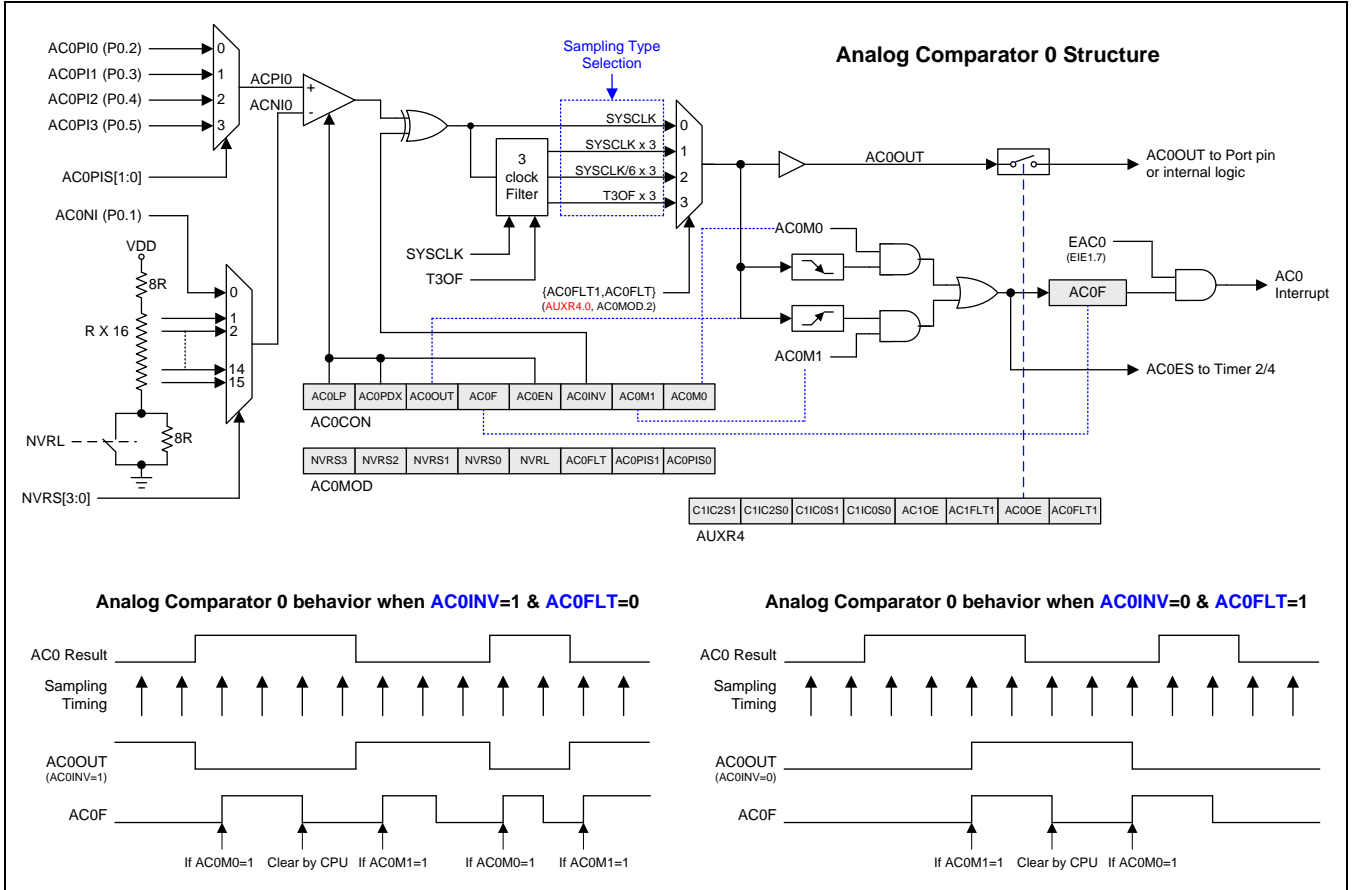 Analog Comparator 0 Structure
AC0PI0 (P0.2)
AC0PI1 (P0.3)
AC0PI2 (P0.4)
AC0PI3 (P0.5)
0
1
2
3
AC0PIS[1:0]
ACPI0
ACNI0
+
-
Sampling Type
Selection
3
clock
Filter
SYSCLK
SYSCLK x 3
SYSCLK/6 x 3
T3OF x 3
0
1
2
3
SYSCLK
T3OF
{AC0FLT1,AC0FLT}
(AUXR4.0, AC0MOD.2)
AC0OUT
AC0OUT to Port pin
or internal logic
AC0M0
AC0M1
EAC0
(EIE1.7)
AC0F
AC0
Interrupt
AC0ES to Timer 2/4
AC0NI (P0.1)
VDD
8R
R X 16
0
1
2
14
15
NVRL
8R
NVRS[3:0]
AC0LP AC0PDX AC0OUT AC0F AC0EN AC0INV AC0M1 AC0M0
AC0CON
NVRS3 NVRS2 NVRS1 NVRS0 NVRL AC0FLT AC0PIS1 AC0PIS0
AC0MOD
C1IC2S1 C1IC2S0 C1IC0S1 C1IC0S0 AC1OE AC1FLT1 AC0OE AC0FLT1
AUXR4
Analog Comparator 0 behavior when AC0INV=1 & AC0FLT=0
AC0 Result
Sampling
Timing
AC0OUT
(AC0INV=1)
AC0F
If AC0M0=1 Clear by CPU If AC0M1=1 If AC0M0=1 If AC0M1=1
Analog Comparator 0 behavior when AC0INV=0 & AC0FLT=1
AC0 Result
Sampling
Timing
AC0OUT
(AC0INV=0)
AC0F
If AC0M1=1 Clear by CPU If AC0M0=1